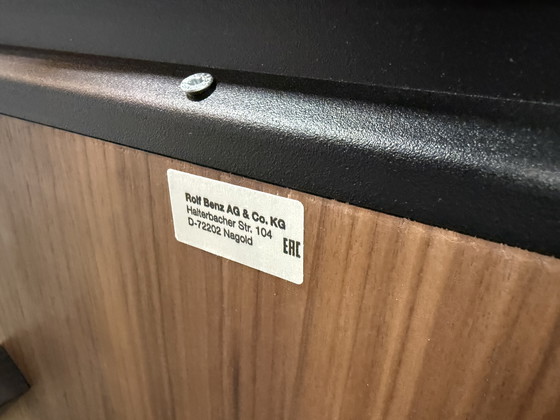 Rolf Benz AG & Co. KG
Haiterbacher Str. 104
D-72202 Nagold
EAC